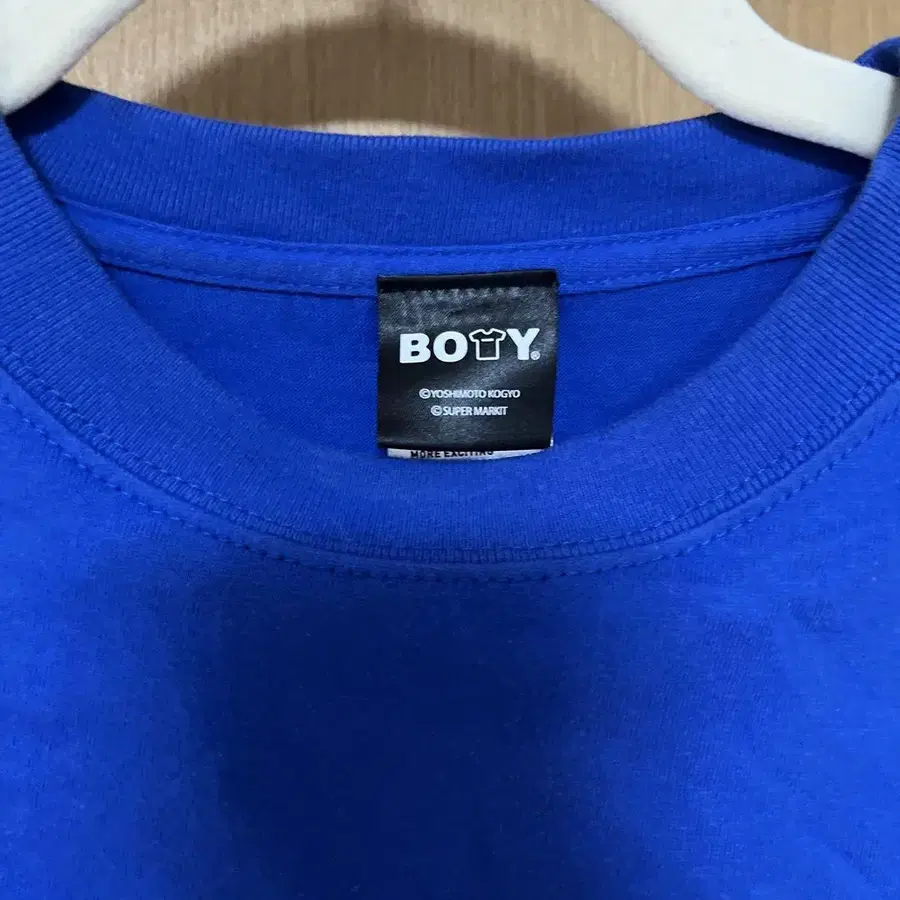 BOTY®
©YOSHIMOTO KOGYO
©SUPER MARKIT
MORE EXCITING